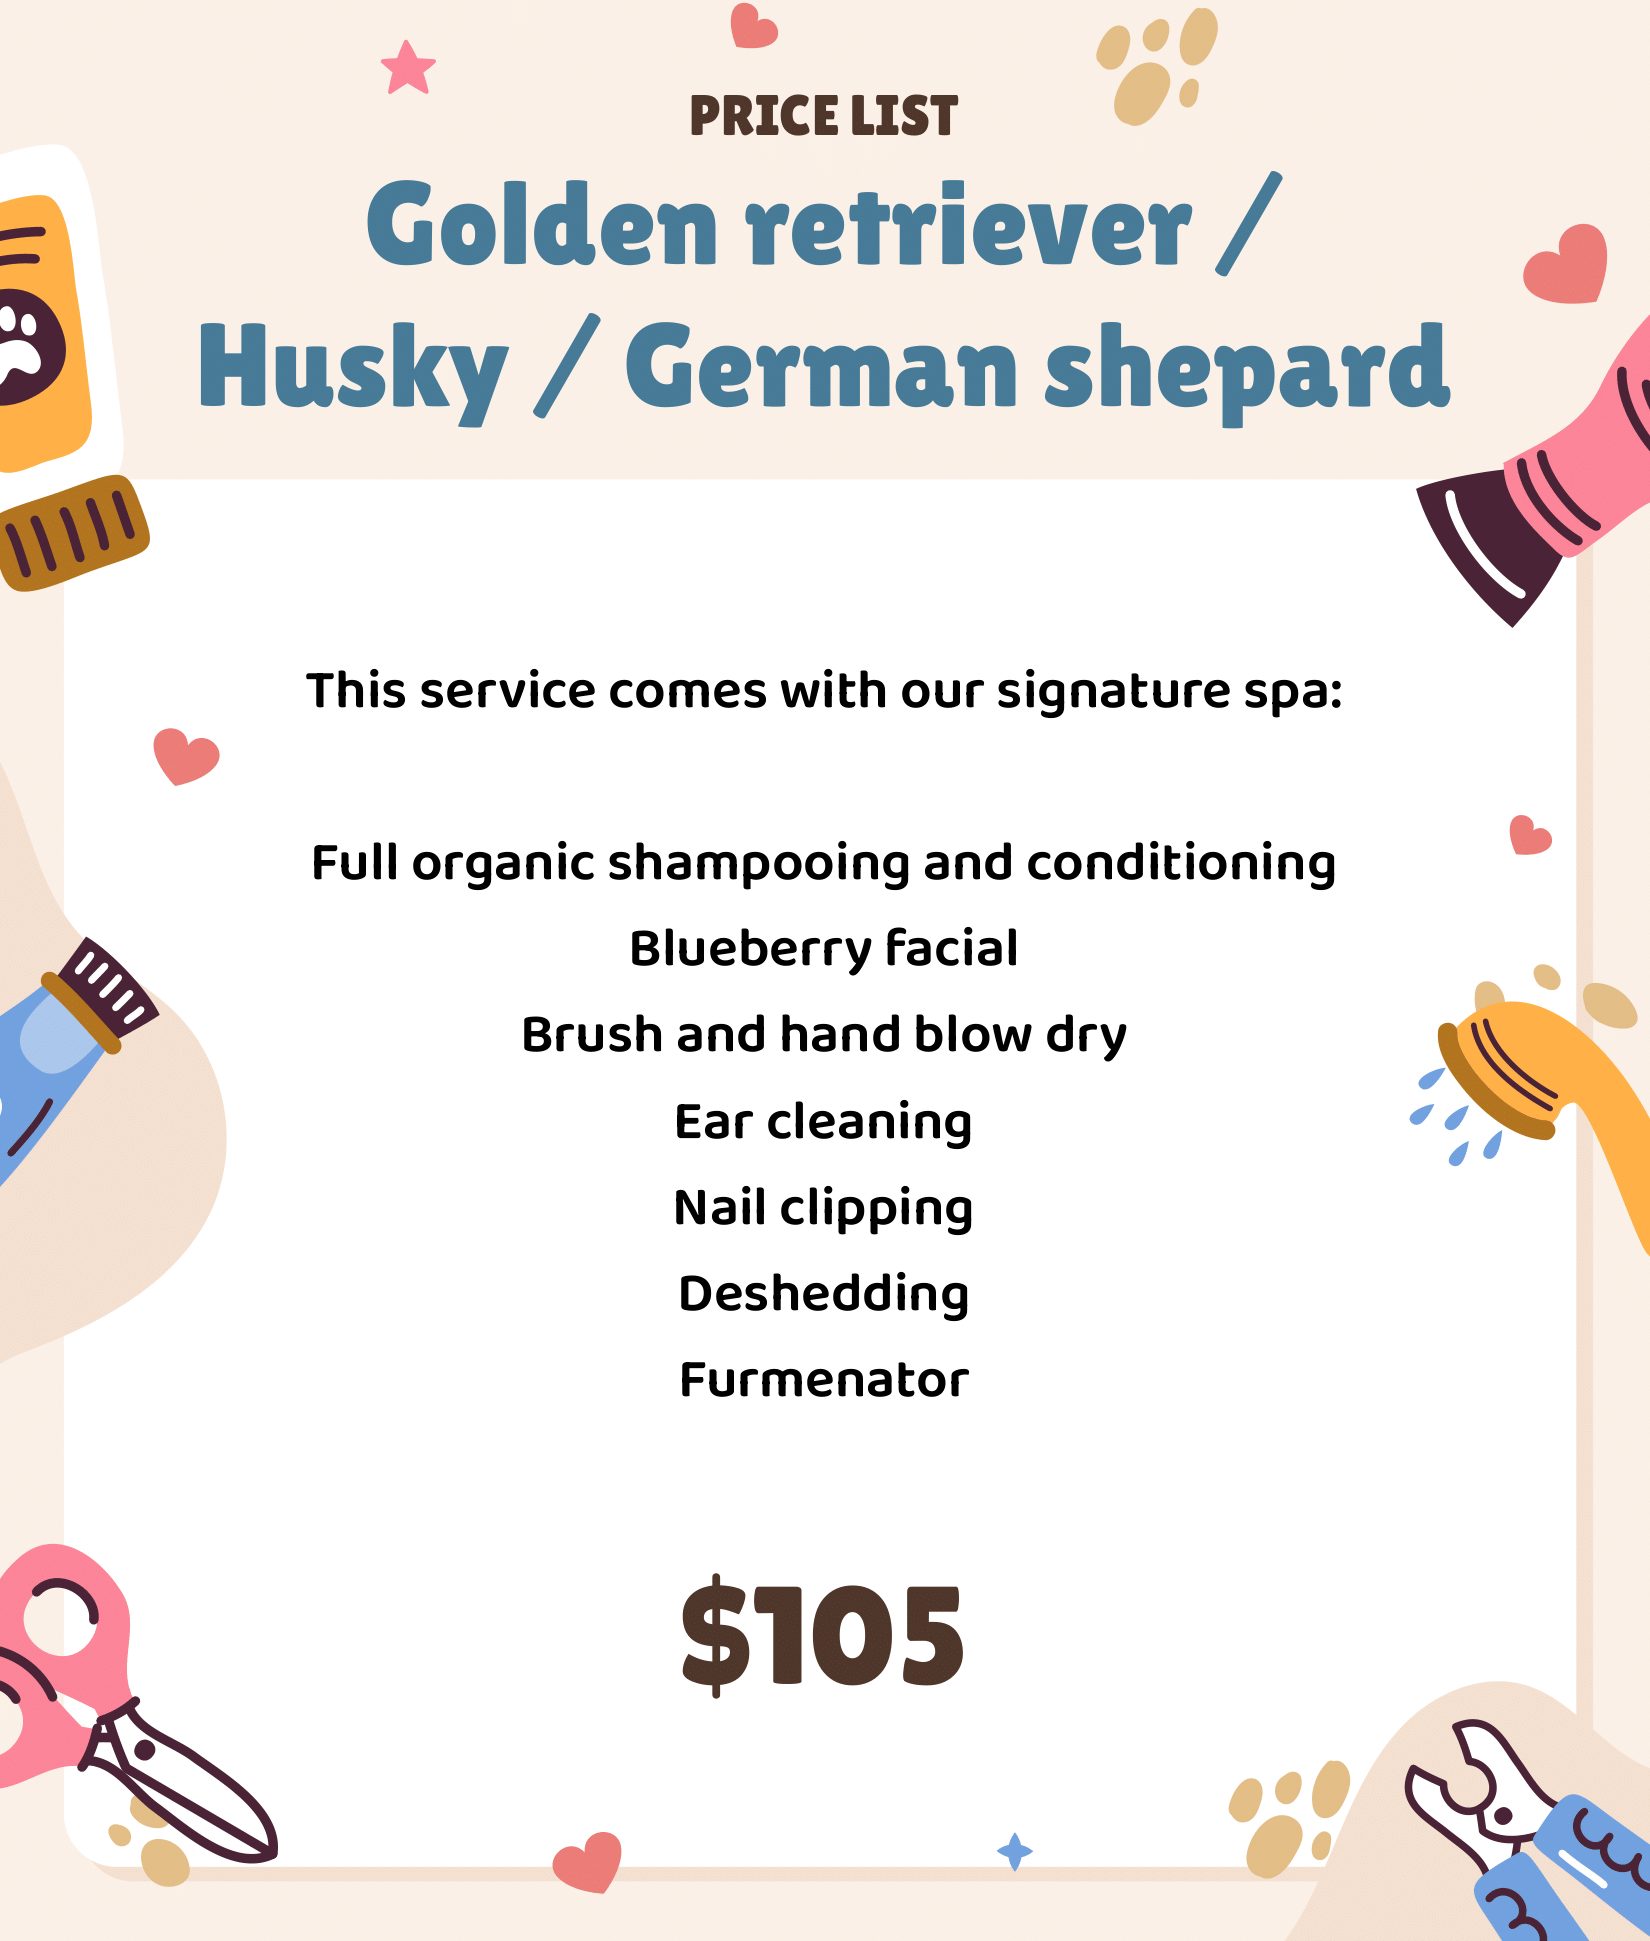 PRICE LIST
Golden retriever /
Husky / German shepard
This service comes with our signature spa:
Full organic shampooing and conditioning
Blueberry facial
Brush and hand blow dry
Ear cleaning
Nail clipping
Deshedding
Furmenator
$105